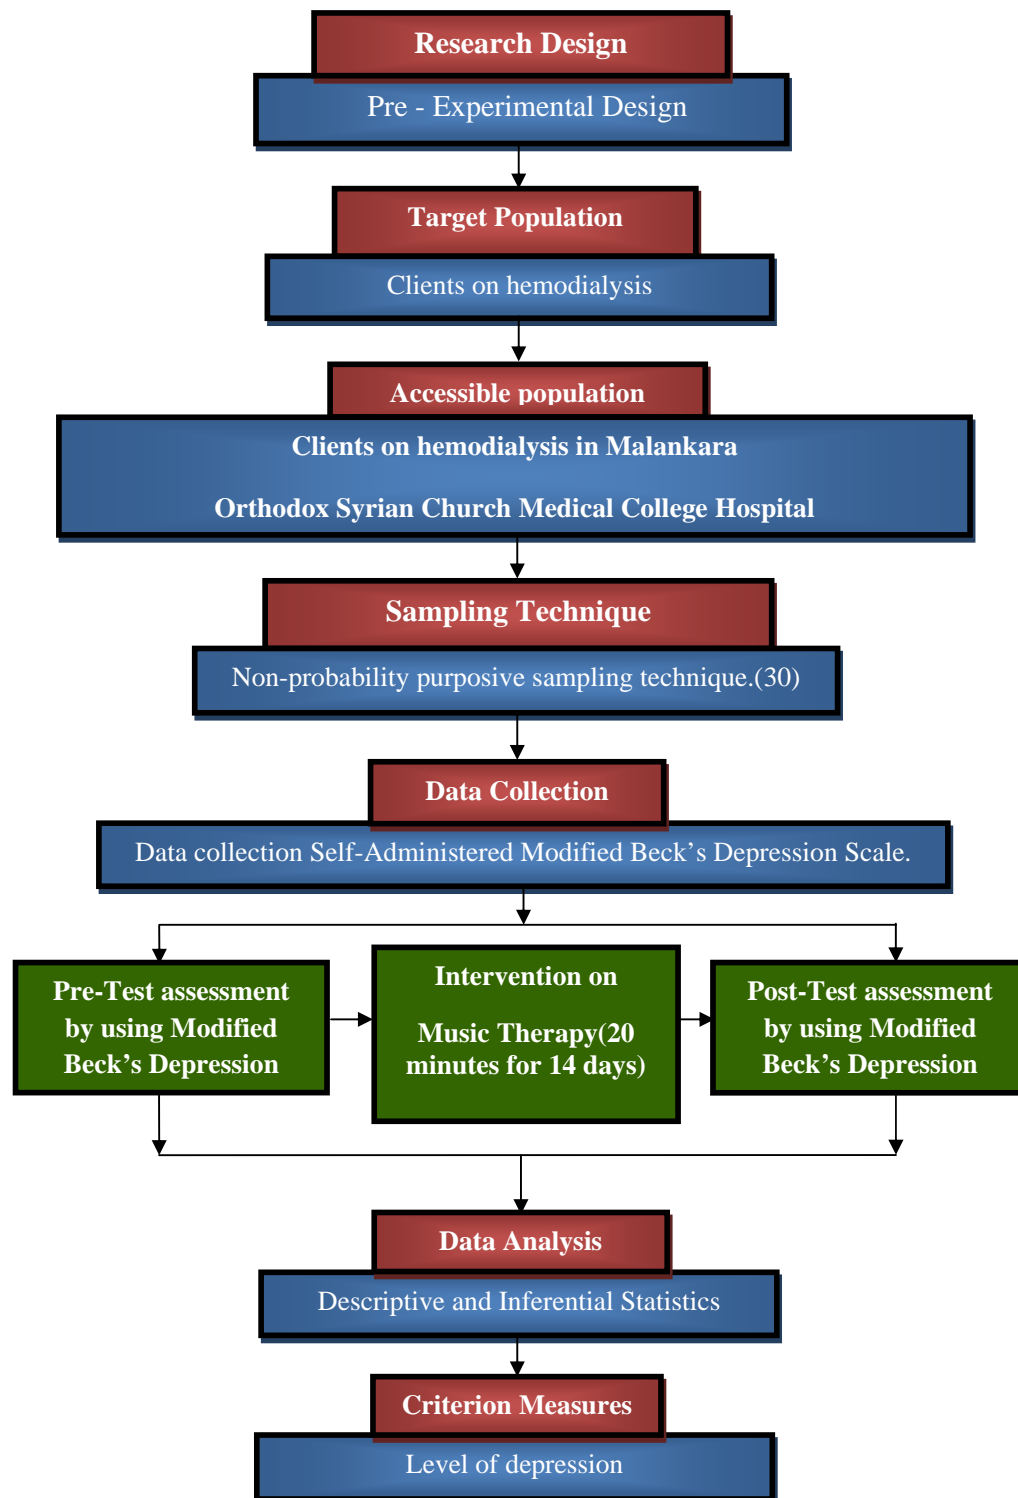 Research Design
Pre - Experimental Design
Target Population
Clients on hemodialysis
Accessible population
Clients on hemodialysis in Malankara
Orthodox Syrian Church Medical College Hospital
Sampling Technique
Non-probability purposive sampling technique.(30)
Data Collection
Data collection Self-Administered Modified Beck’s Depression Scale.
Pre-Test assessment
by using Modified
Beck’s Depression
Intervention on
Music Therapy(20
minutes for 14 days)
Post-Test assessment
by using Modified
Beck’s Depression
Data Analysis
Descriptive and Inferential Statistics
Criterion Measures
Level of depression